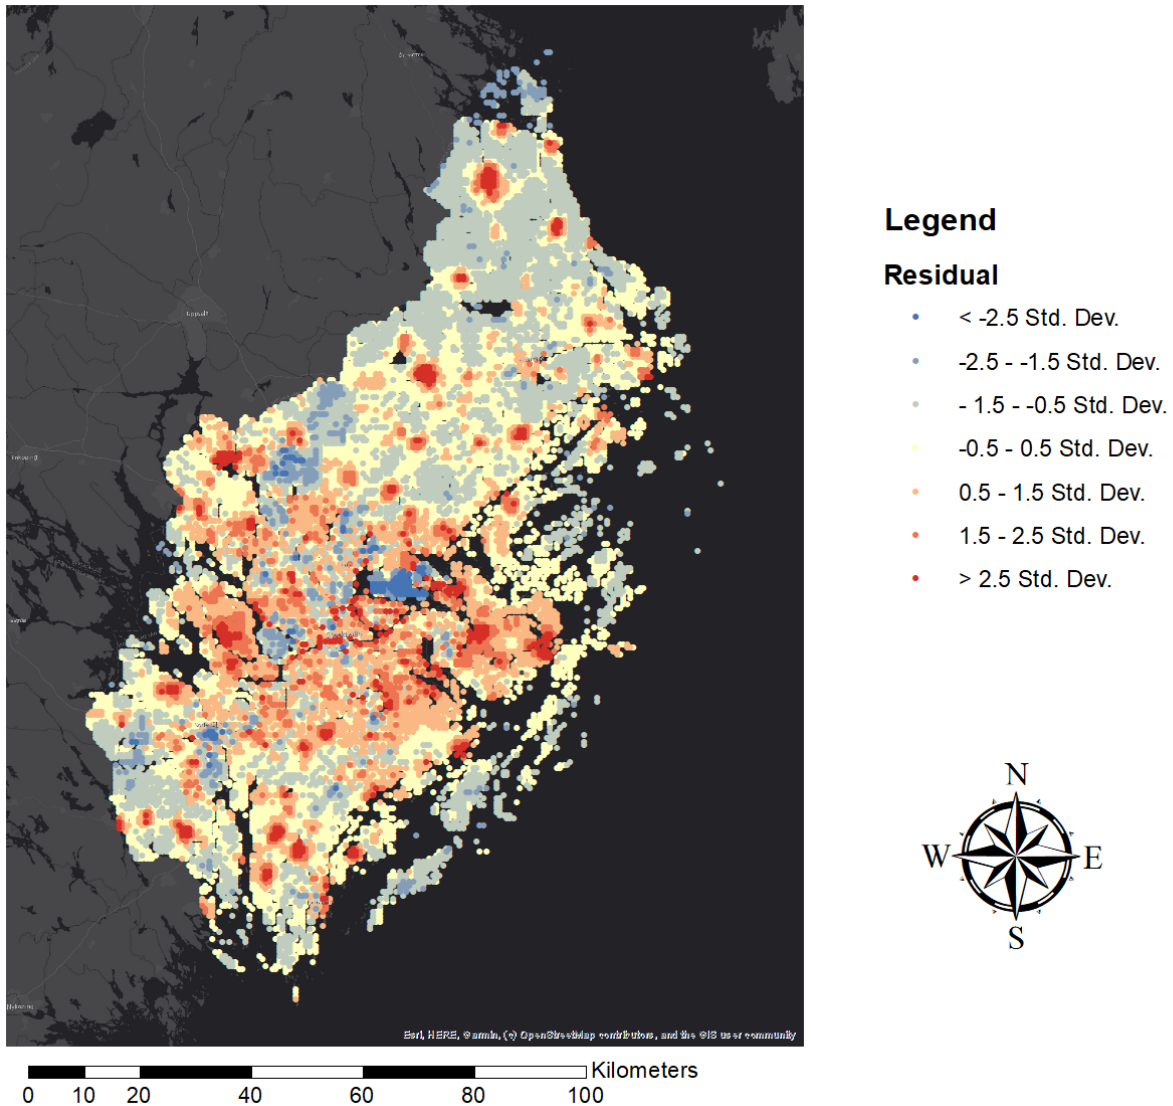 Legend
Residual
< -2.5 Std. Dev.
-2.5 - -1.5 Std. Dev.
- 1.5 - -0.5 Std. Dev.
-0.5 - 0.5 Std. Dev.
0.5 - 1.5 Std. Dev.
1.5 - 2.5 Std. Dev.
> 2.5 Std. Dev.
N
W E
S
Esri, HERE, Garmin, (c) OpenStreetMap contributors, and the GIS user community
Kilometers
0 10 20 40 60 80 100